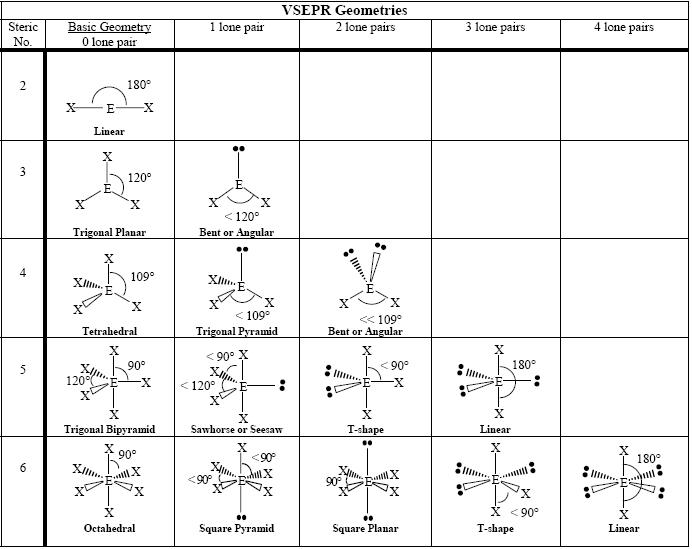 VSEPR Geometries
Steric No. Basic Geometry 0 lone pair 1 lone pair 2 lone pairs 3 lone pairs 4 lone pairs
2
180°
X E X
Linear
3
X
120°
E
X X
Trigonal Planar
E
X X
< 120°
Bent or Angular
4
X
109°
X E
X X
Tetrahedral
X E
X X
< 109°
Trigonal Pyramid
E
X X
<< 109°
Bent or Angular
5
X
90°
X
120° E X
X
X
Trigonal Bipyramid
< 90° X
X
< 120° E
X
X
Sawhorse or Seesaw
X
< 90°
E X
X
T-shape
X
180°
E
X
Linear
6
X
90°
X X
E
X X
X
Octahedral
X
<90°
X X
<90° E
X X
Square Pyramid
X X
90° E
X X
Square Planar
X
E
X
X < 90°
T-shape
X
180°
E
X
Linear